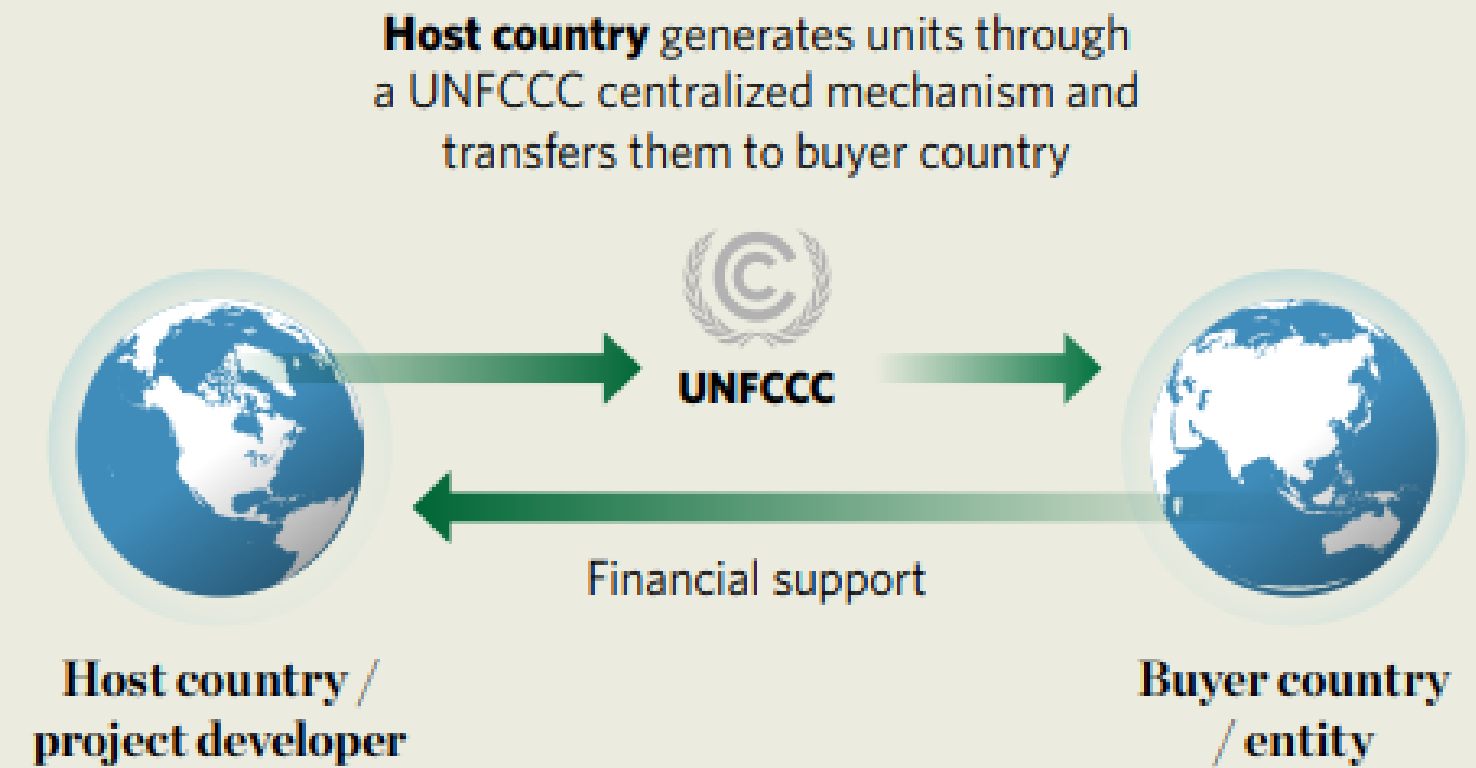 Host country generates units through
a UNFCCC centralized mechanism and
transfers them to buyer country
UNFCCC
Financial support
Host country /
project developer
Buyer country
/ entity